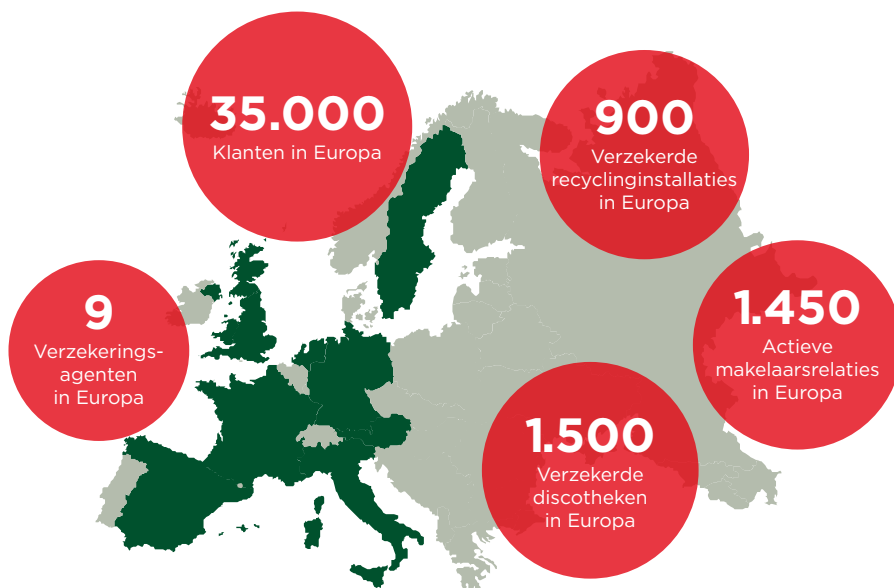 35.000
Klanten in Europa
900
Verzekerde
recyclinginstallaties
in Europa
9
Verzekerings-
agenten
in Europa
1.450
Actieve
makelaarsrelaties
in Europa
1.500
Verzekerde
discotheken
in Europa